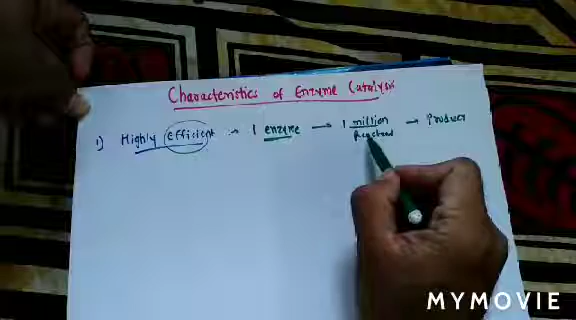 Characteristics of Enzyme Catalysis
1) Highly efficient → 1 enzyme → 1 million → Product
Reactant
MYMOVIE